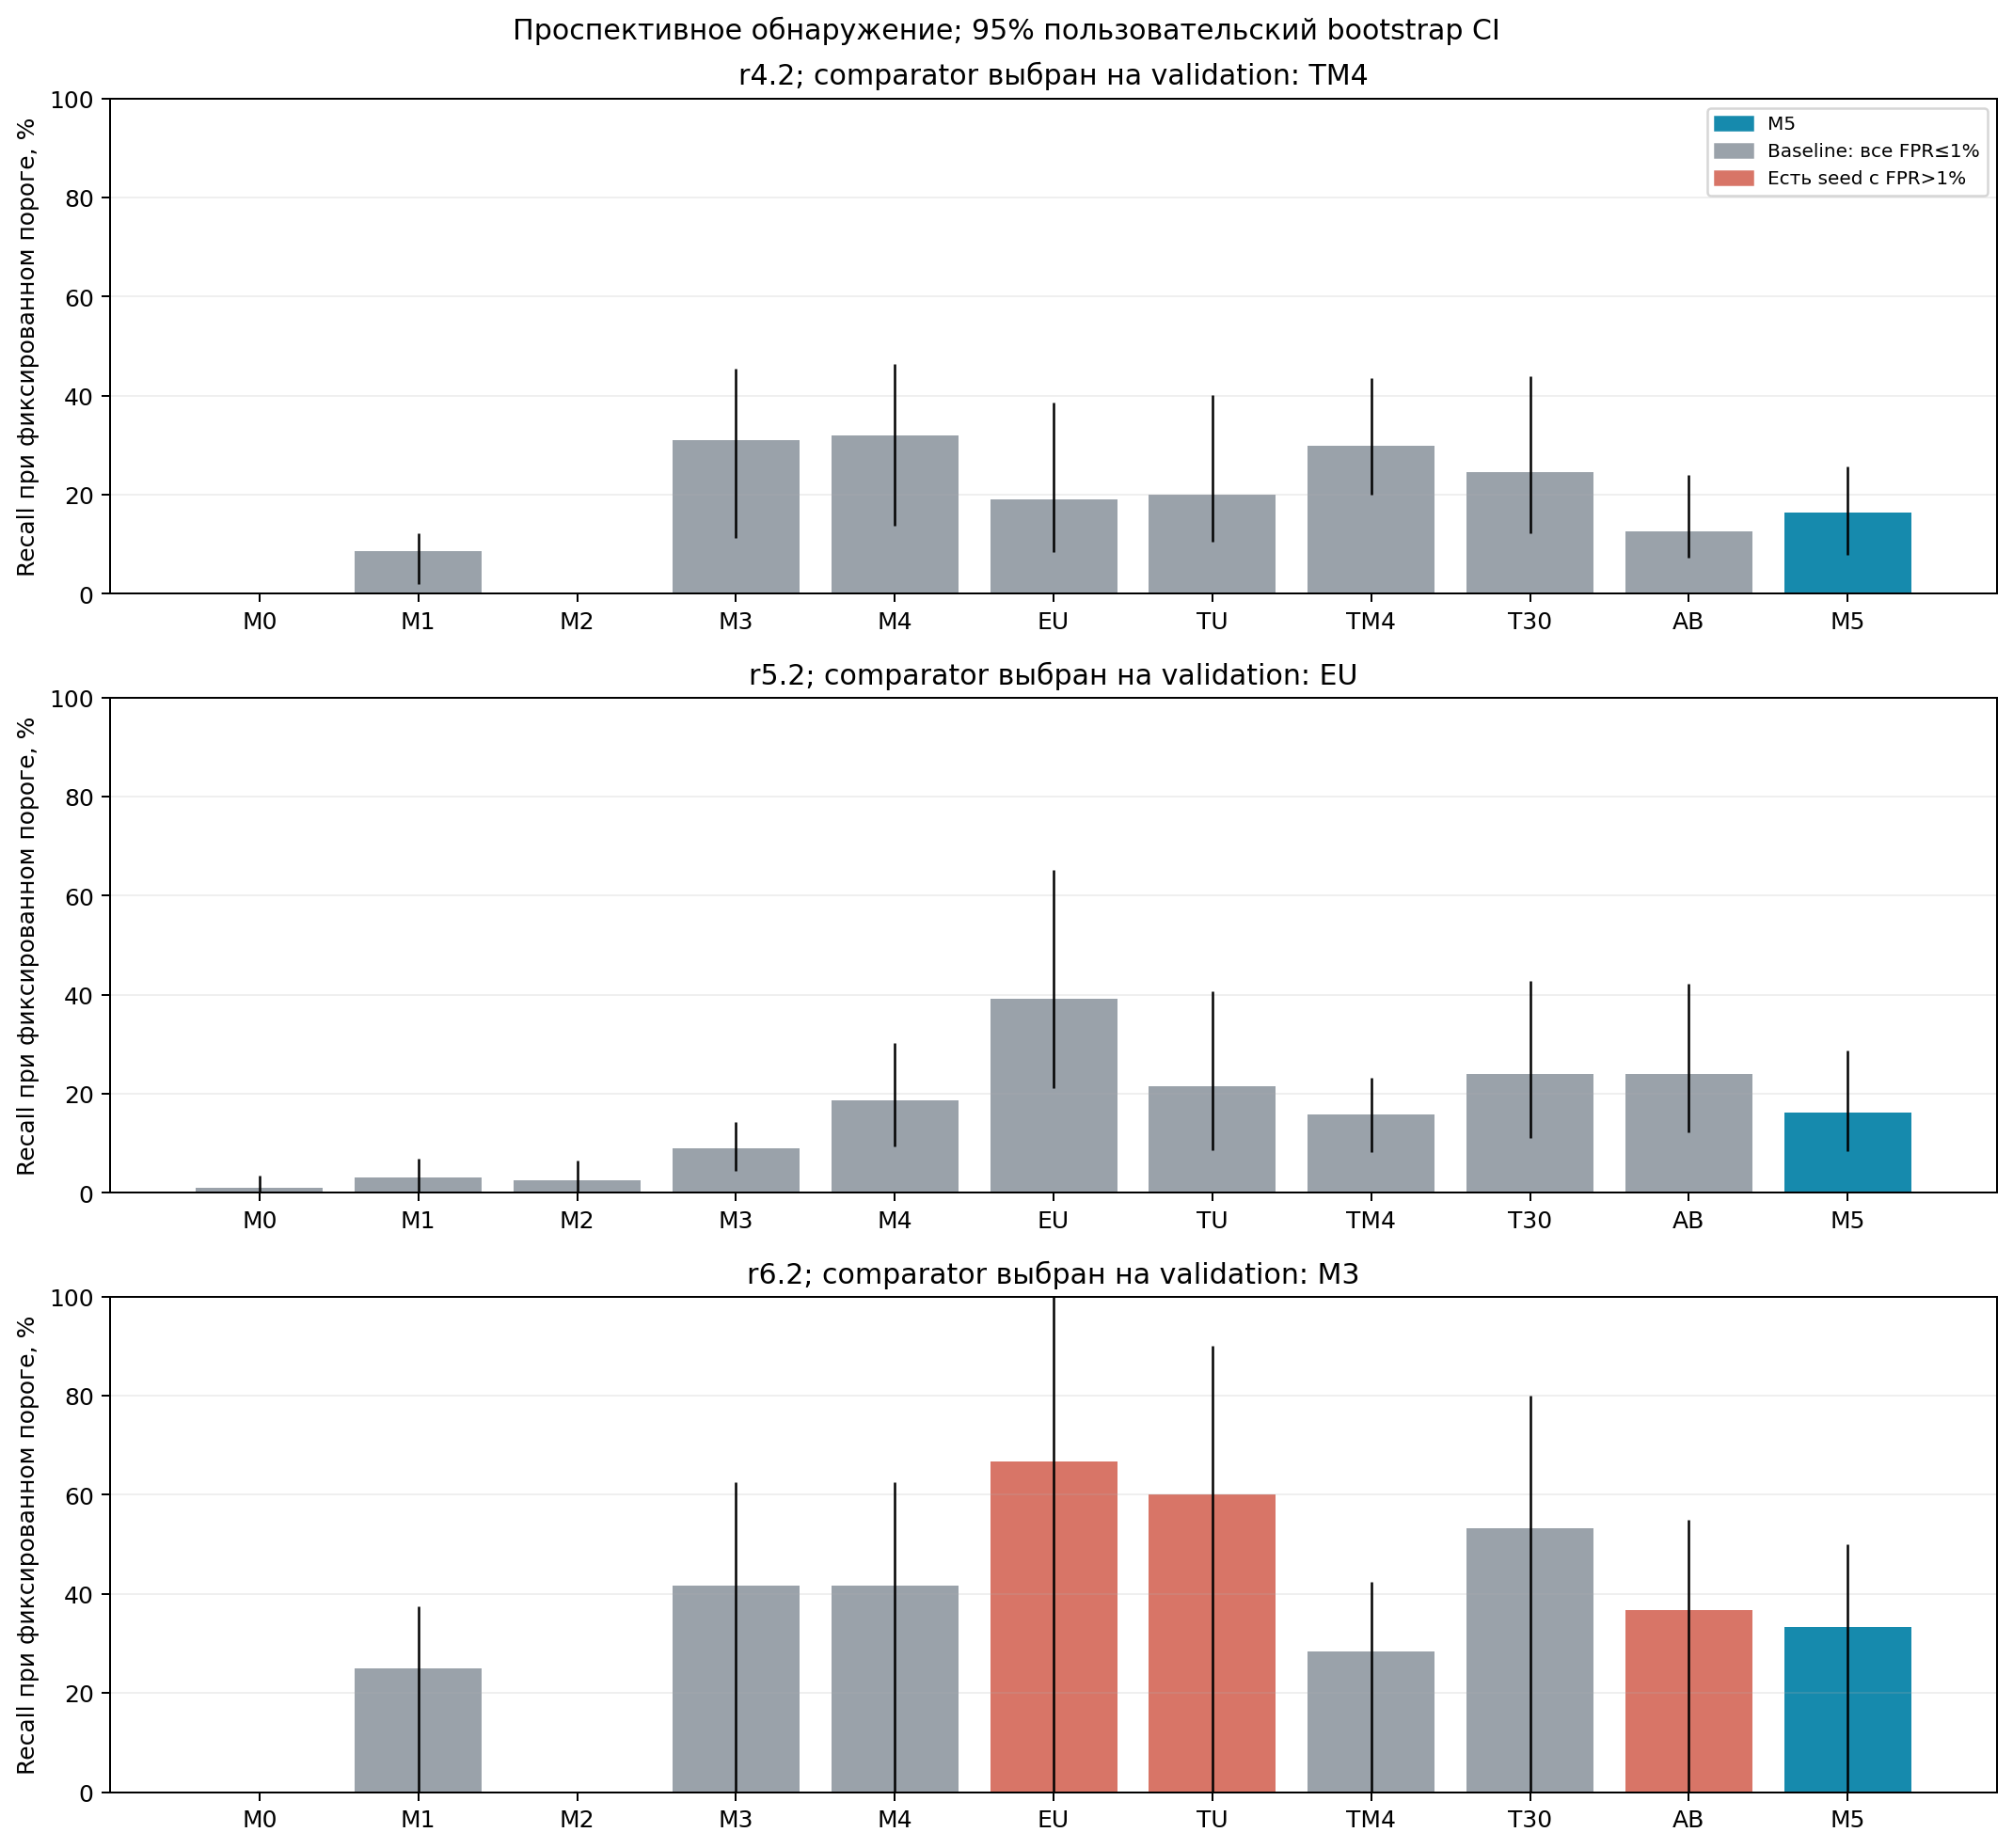 Проспективное обнаружение; 95% пользовательский bootstrap CI
r4.2; comparator выбран на validation: TM4
Recall при фиксированном пороге, %
100
80
60
40
20
0
M5
Baseline: все FPR≤1%
Есть seed с FPR>1%
M0 M1 M2 M3 M4 EU TU TM4 T30 AB M5
r5.2; comparator выбран на validation: EU
Recall при фиксированном пороге, %
100
80
60
40
20
0
M0 M1 M2 M3 M4 EU TU TM4 T30 AB M5
r6.2; comparator выбран на validation: M3
Recall при фиксированном пороге, %
100
80
60
40
20
0
M0 M1 M2 M3 M4 EU TU TM4 T30 AB M5